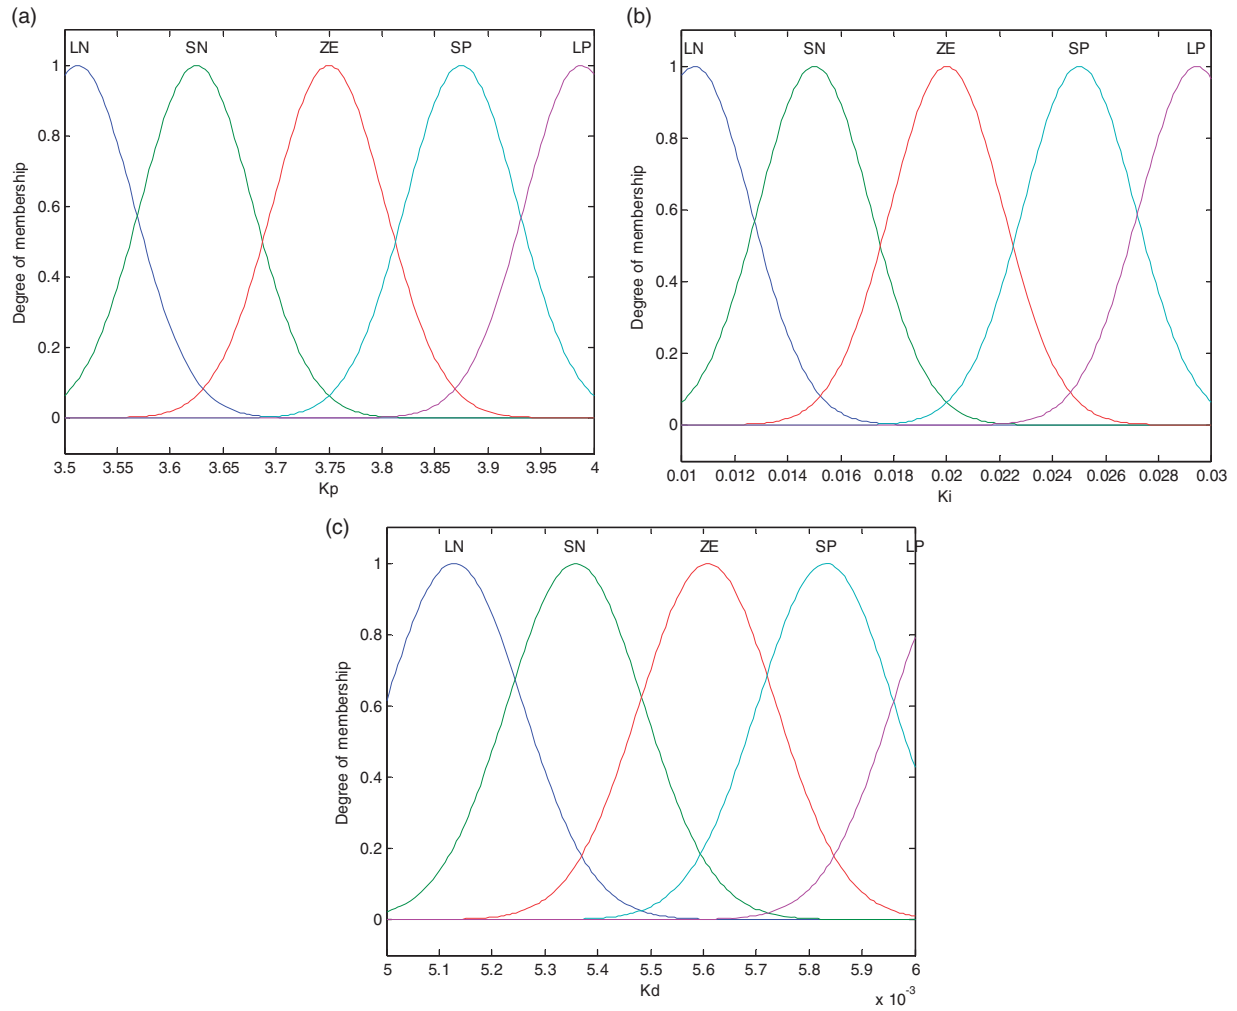 (a)
LN SN ZE SP LP
1
0.8
0.6
0.4
0.2
0
Degree of membership
3.5 3.55 3.6 3.65 3.7 3.75 3.8 3.85 3.9 3.95 4
Kp
(b)
LN SN ZE SP LP
1
0.8
0.6
0.4
0.2
0
Degree of membership
0.01 0.012 0.014 0.016 0.018 0.02 0.022 0.024 0.026 0.028 0.03
Ki
(c)
LN SN ZE SP LP
1
0.8
0.6
0.4
0.2
0
Degree of membership
5 5.1 5.2 5.3 5.4 5.5 5.6 5.7 5.8 5.9 6
Kd
x 10-3